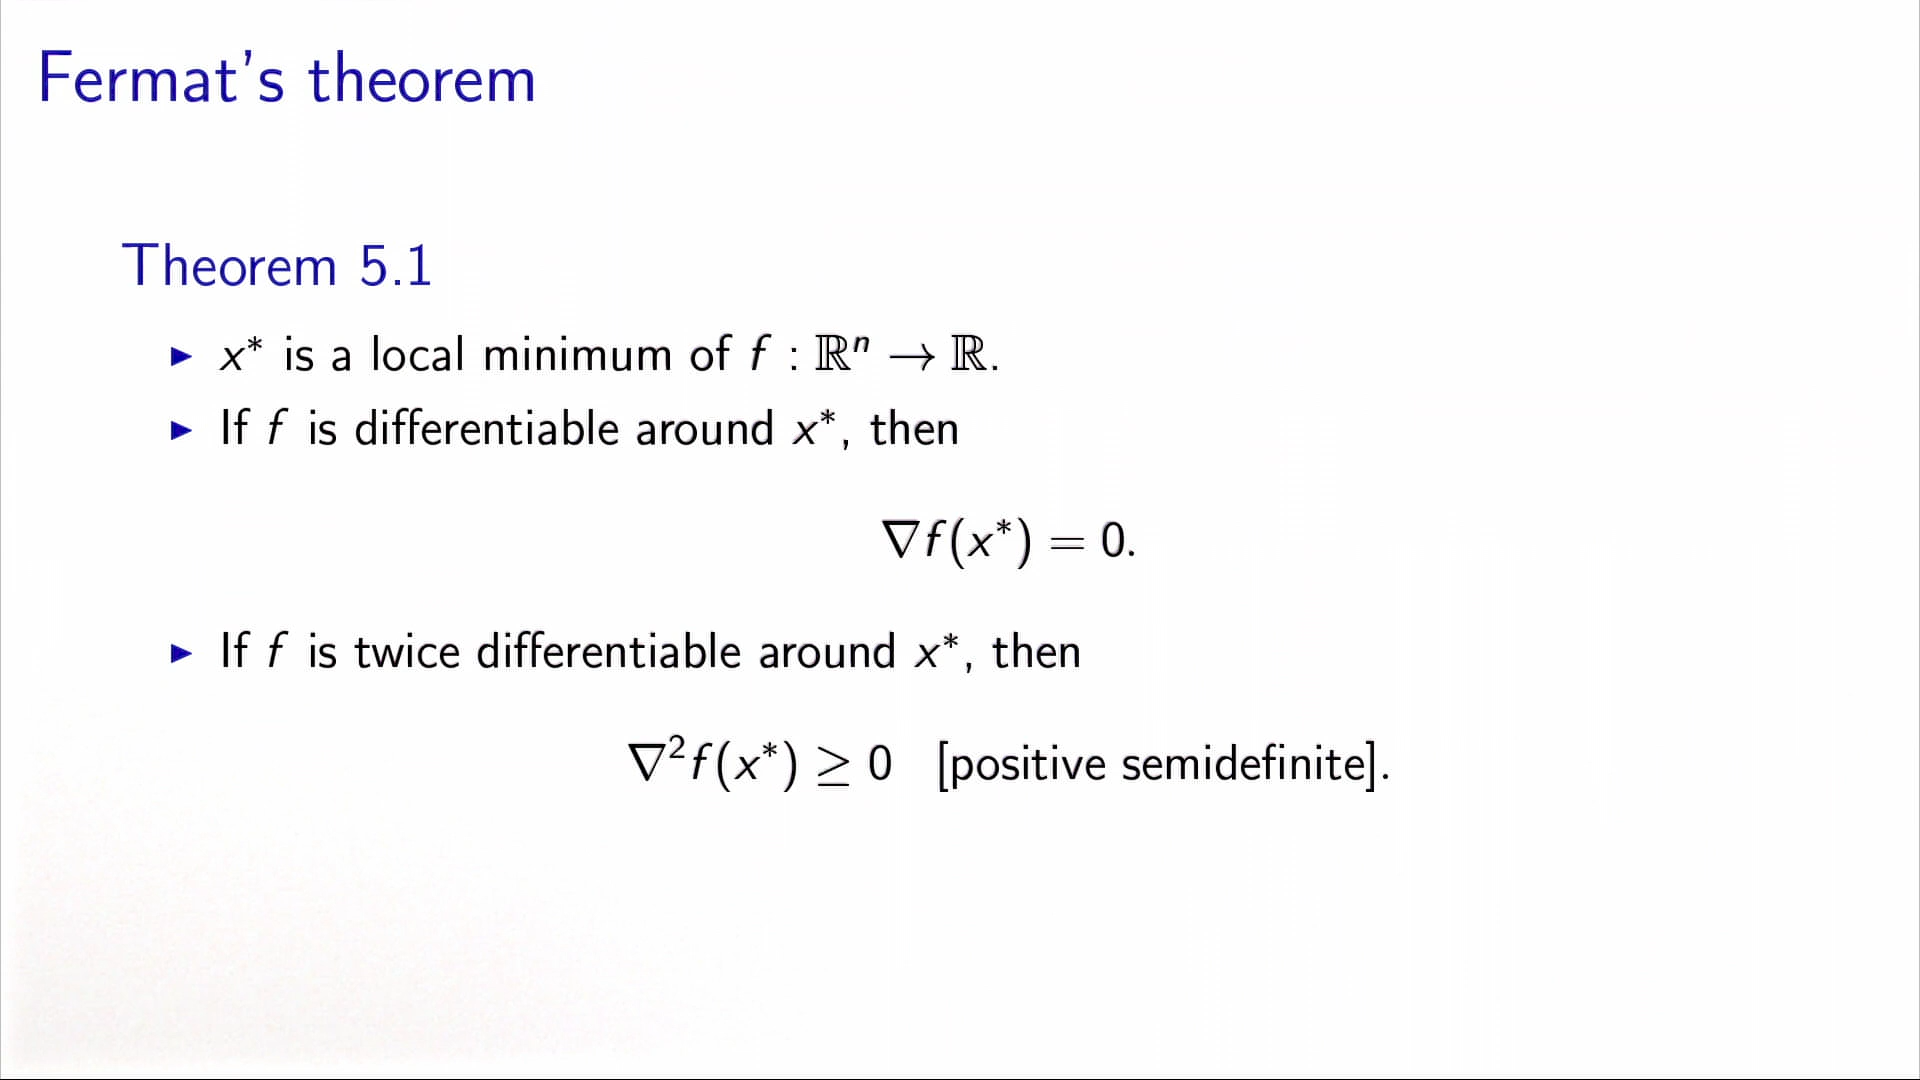 Fermat's theorem
Theorem 5.1
▶ x* is a local minimum of f : ℝⁿ → ℝ.
▶ If f is differentiable around x*, then
∇f(x*) = 0.
▶ If f is twice differentiable around x*, then
∇²f(x*) ≥ 0 [positive semidefinite].